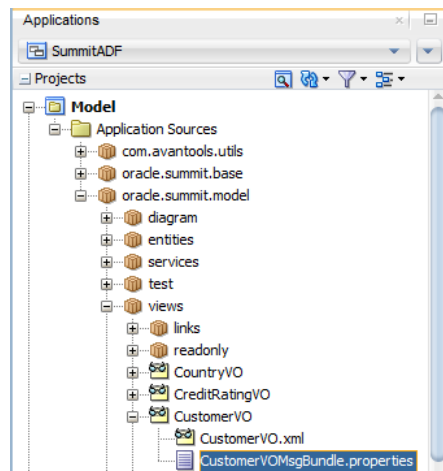 Applications
SummitADF
Projects
Model
Application Sources
com.avantools.utils
oracle.summit.base
oracle.summit.model
diagram
entities
services
test
views
links
readonly
CountryVO
CreditRatingVO
CustomerVO
CustomerVO.xml
CustomerVOMsgBundle.properties